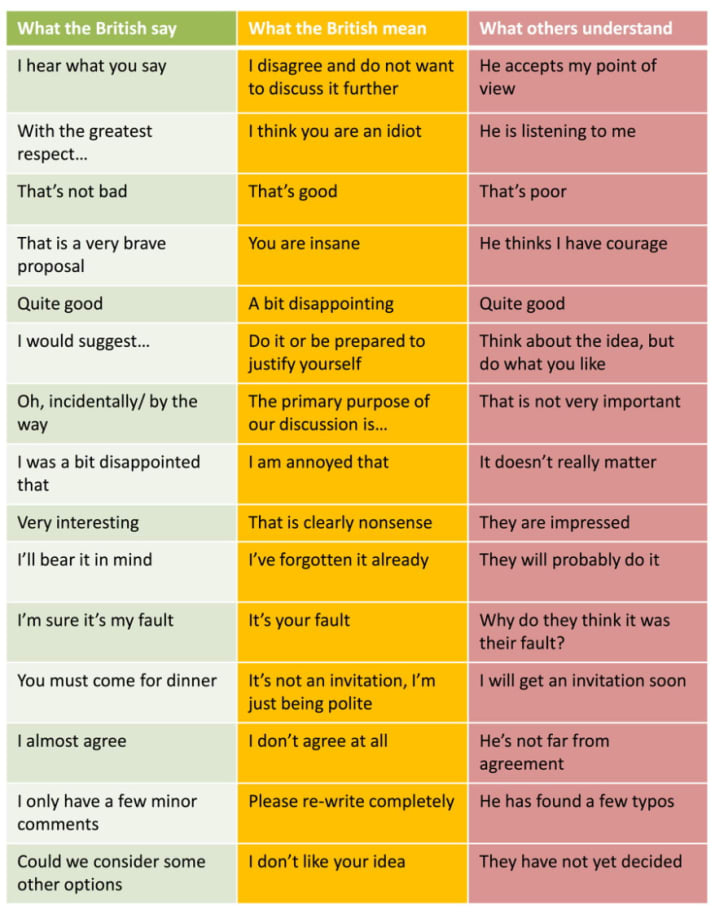 What the British say
What the British mean
What others understand
I hear what you say
I disagree and do not want
to discuss it further
He accepts my point of
view
With the greatest
respect…
I think you are an idiot
He is listening to me
That’s not bad
That’s good
That’s poor
That is a very brave
proposal
You are insane
He thinks I have courage
Quite good
A bit disappointing
Quite good
I would suggest…
Do it or be prepared to
justify yourself
Think about the idea, but
do what you like
Oh, incidentally/ by the
way
The primary purpose of
our discussion is…
That is not very important
I was a bit disappointed
that
I am annoyed that
It doesn’t really matter
Very interesting
That is clearly nonsense
They are impressed
I’ll bear it in mind
I’ve forgotten it already
They will probably do it
I’m sure it’s my fault
It’s your fault
Why do they think it was
their fault?
You must come for dinner
It’s not an invitation, I’m
just being polite
I will get an invitation soon
I almost agree
I don’t agree at all
He’s not far from
agreement
I only have a few minor
comments
Please re-write completely
He has found a few typos
Could we consider some
other options
I don’t like your idea
They have not yet decided